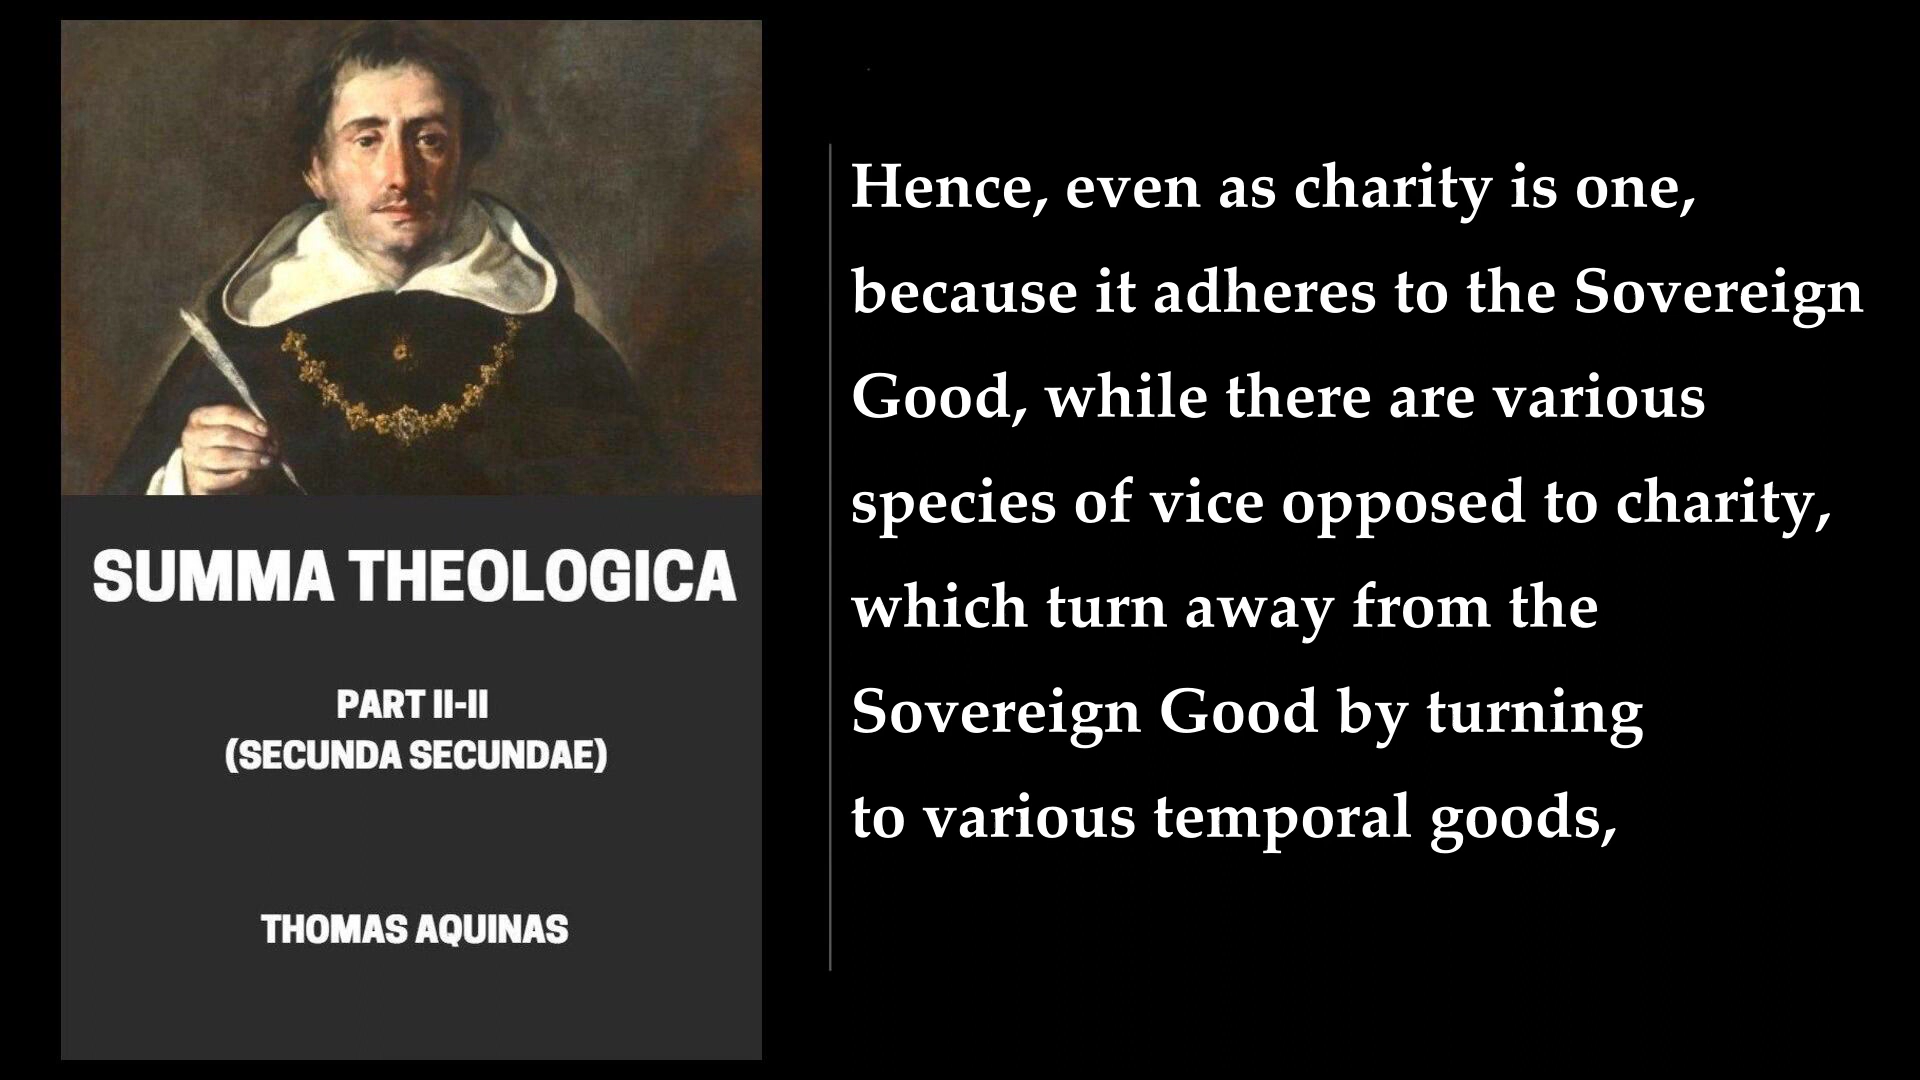 SUMMA THEOLOGICA
PART II-II
(SECUNDA SECUNDAE)
THOMAS AQUINAS
Hence, even as charity is one,
because it adheres to the Sovereign
Good, while there are various
species of vice opposed to charity,
which turn away from the
Sovereign Good by turning
to various temporal goods,